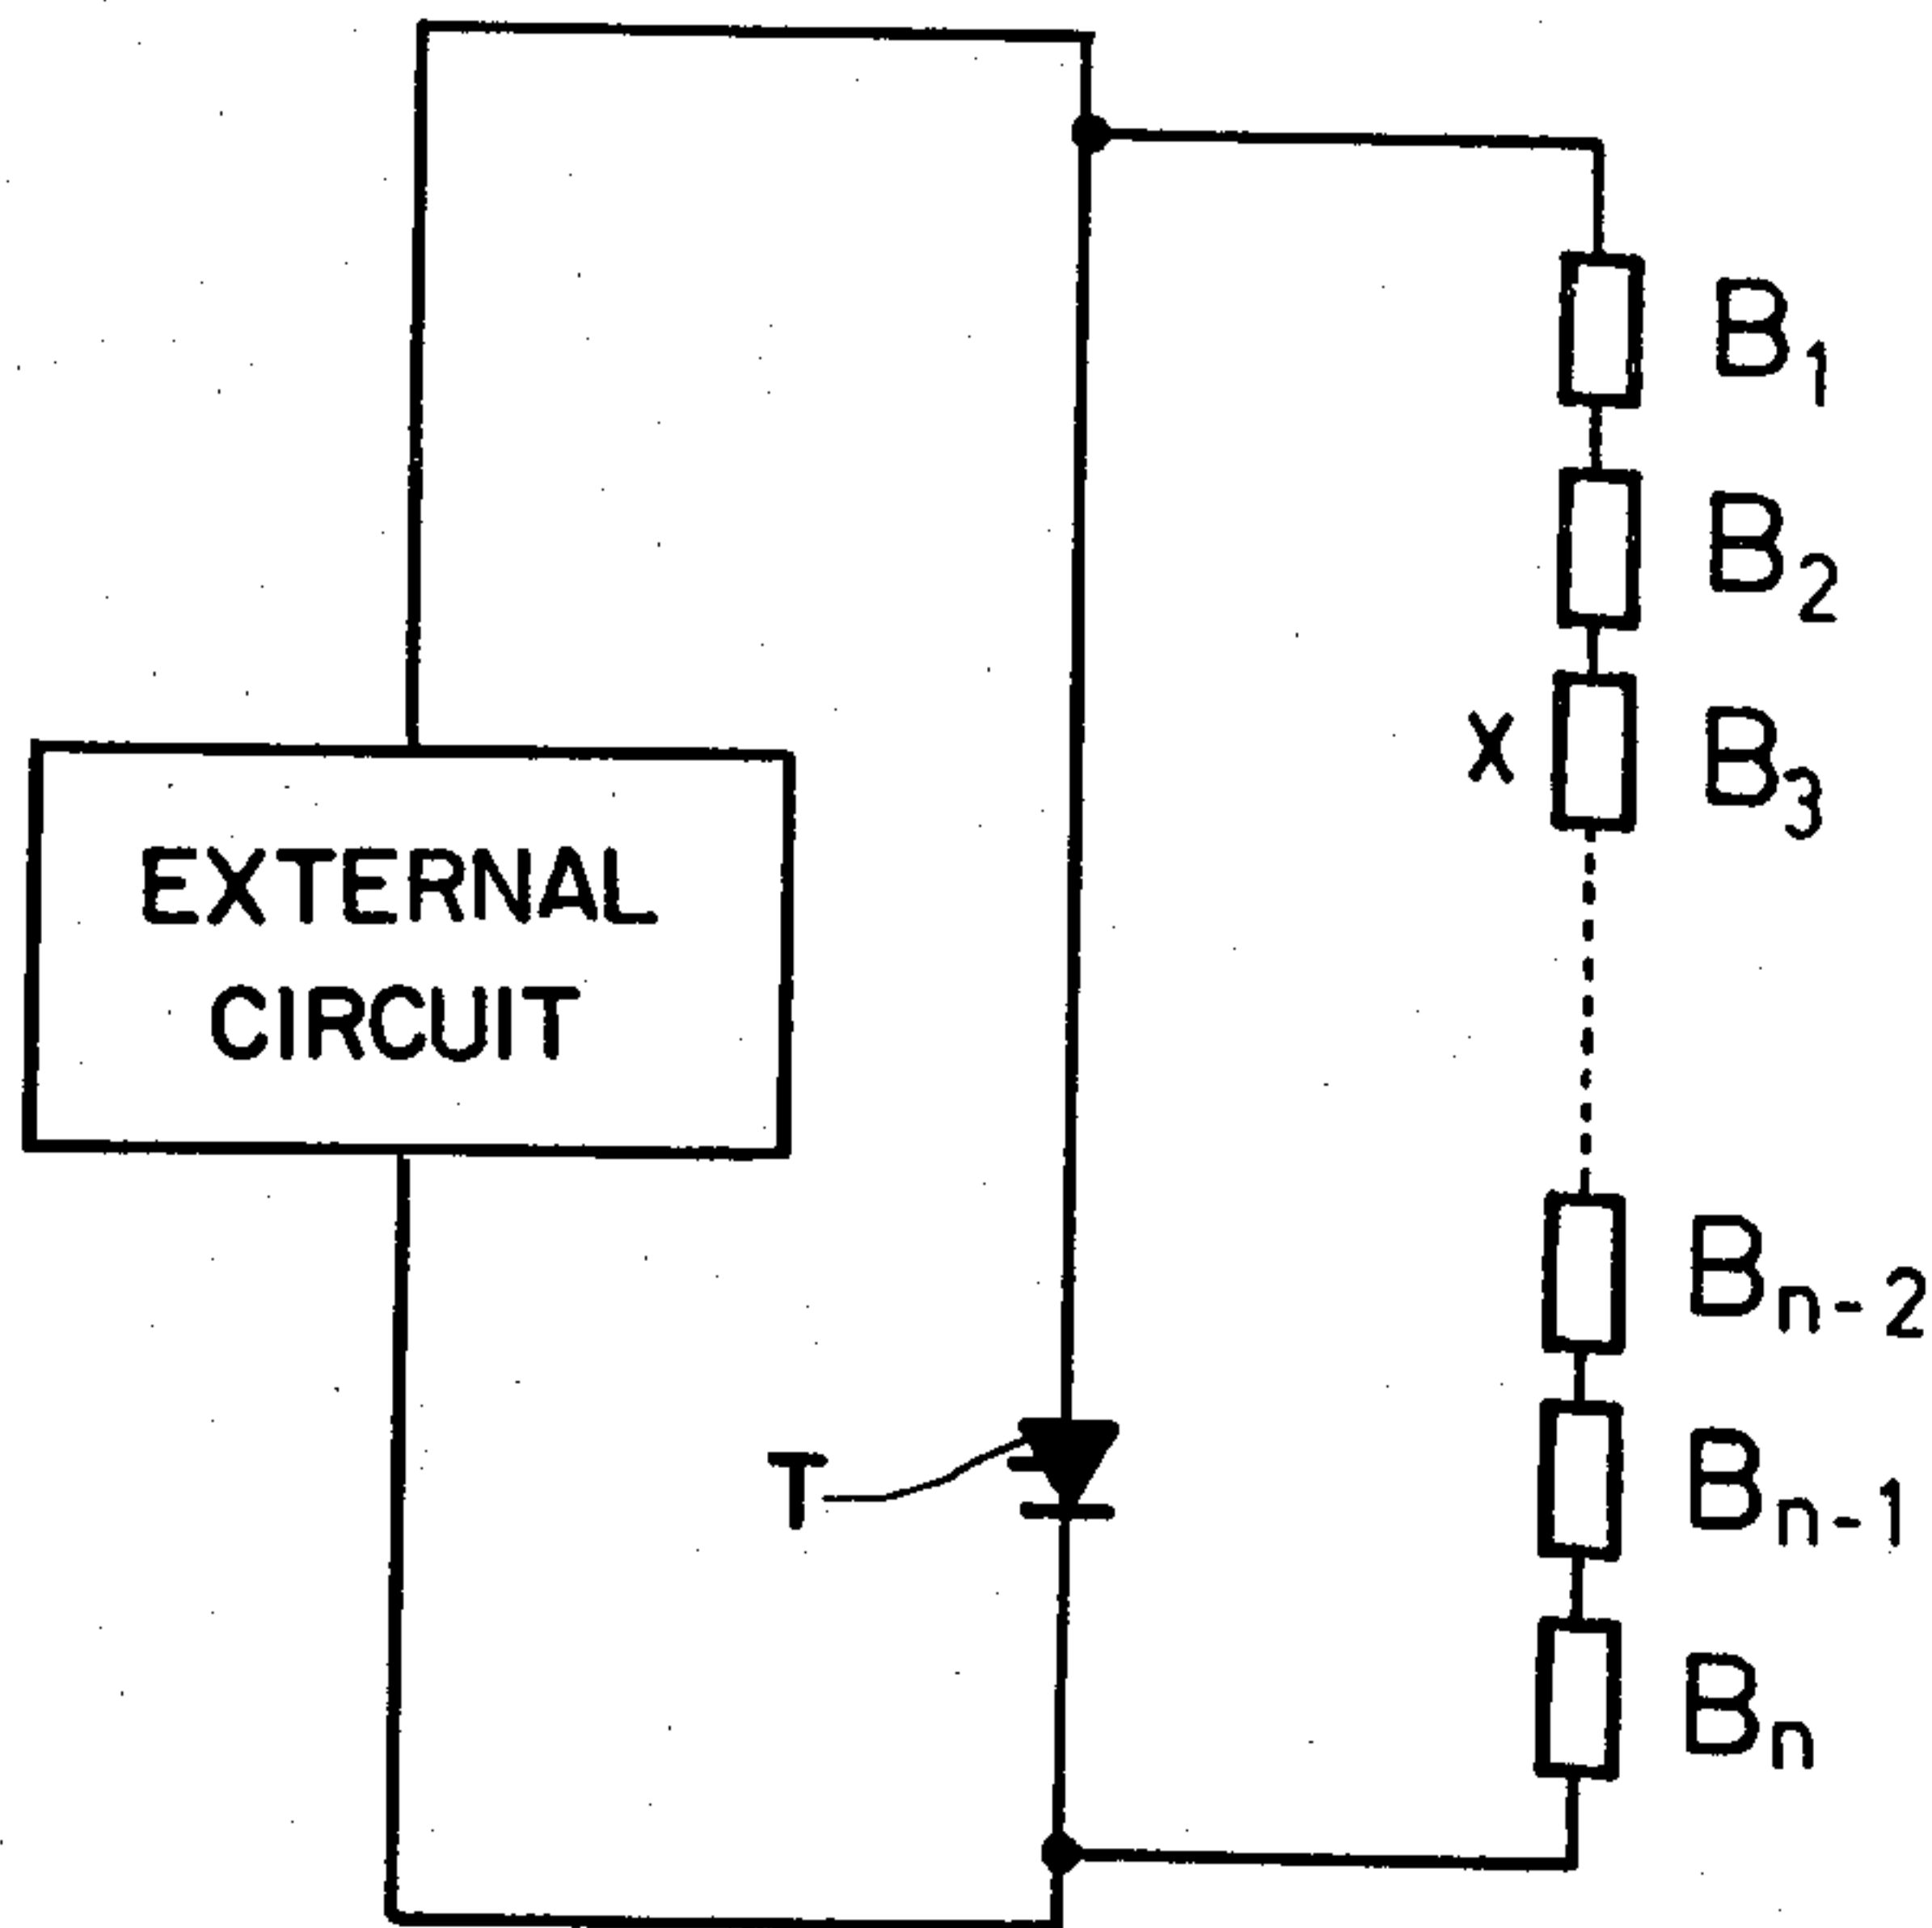 B1
B2
X B3
EXTERNAL
CIRCUIT
Bn-2
T
Bn-1
Bn